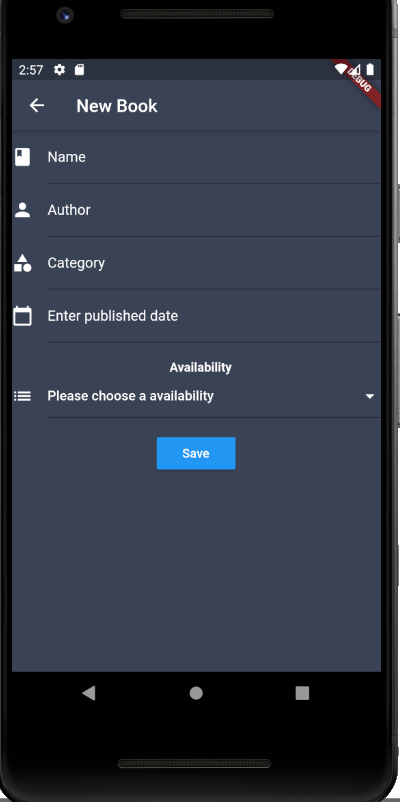 2:57
DEBUG
New Book
Name
Author
Category
Enter published date
Availability
Please choose a availability
Save